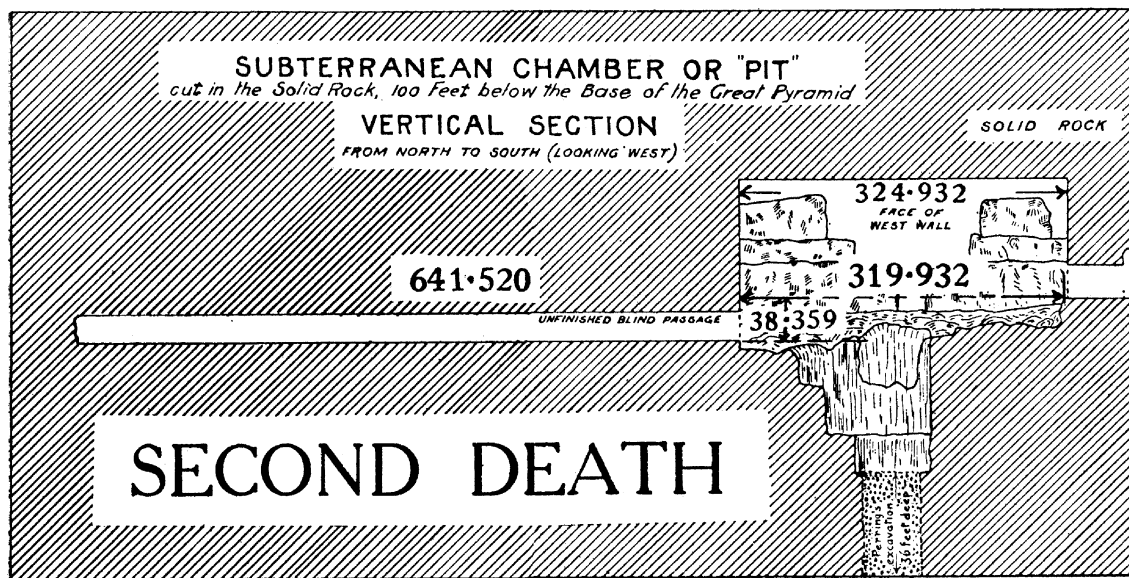 SUBTERRANEAN CHAMBER OR "PIT"
cut in the Solid Rock, 100 Feet below the Base of the Great Pyramid
VERTICAL SECTION
FROM NORTH TO SOUTH (LOOKING WEST)
SOLID ROCK
324·932
FACE OF
WEST WALL
641·520
319·932
UNFINISHED BLIND PASSAGE
38·359
SECOND DEATH
Perring's
excavation
36 feet deep